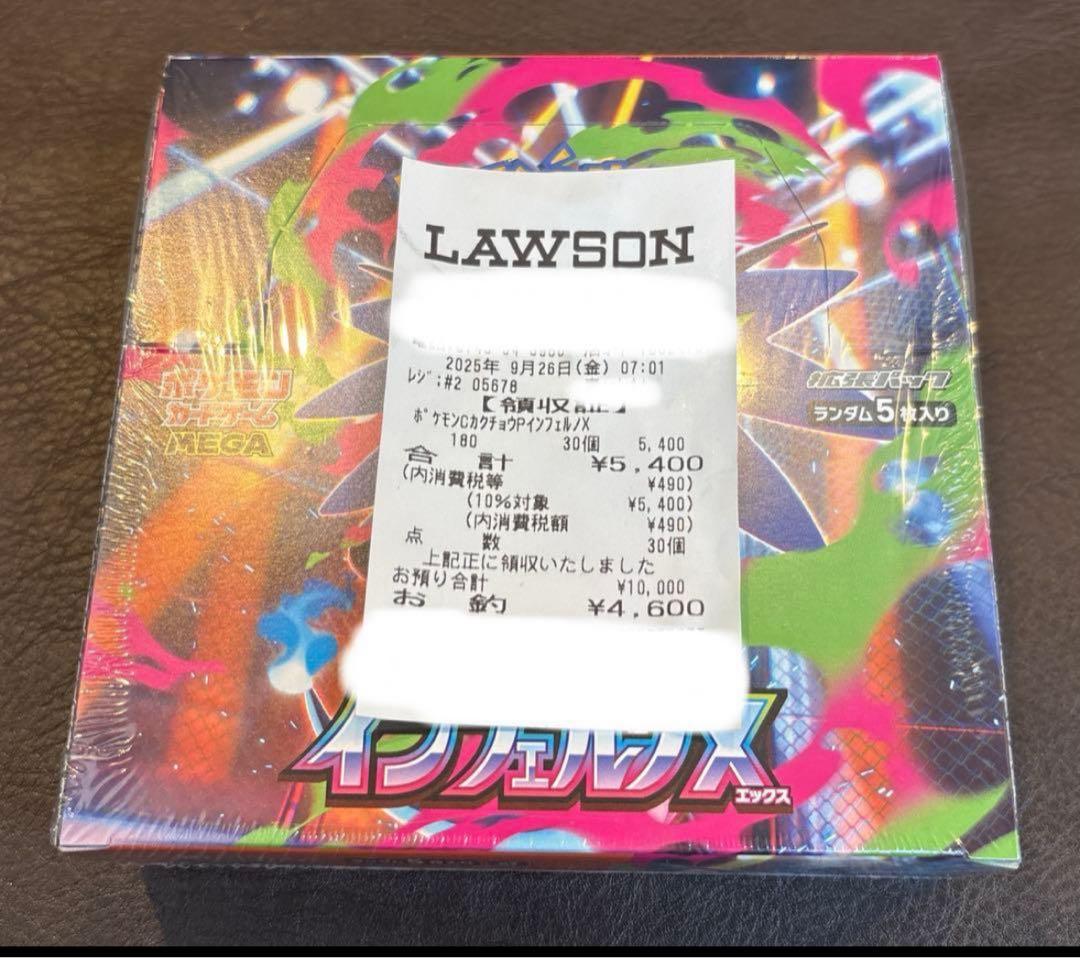 LAWSON
2025年 9月26日(金) 07:01
レジ:#2 05678
【領収証】
ポケモンCカクチョウPインフェルノX
180 30個 5,400
合 計 ¥5,400
(内消費税等 ¥490)
(10%対象 ¥5,400)
(内消費税額 ¥490)
点 数 30個
上記正に領収いたしました
お預り合計 ¥10,000
お 釣 ¥4,600
ポケモン
カードゲーム
MEGA
拡張パック
ランダム5枚入り
インフェルノX
エックス